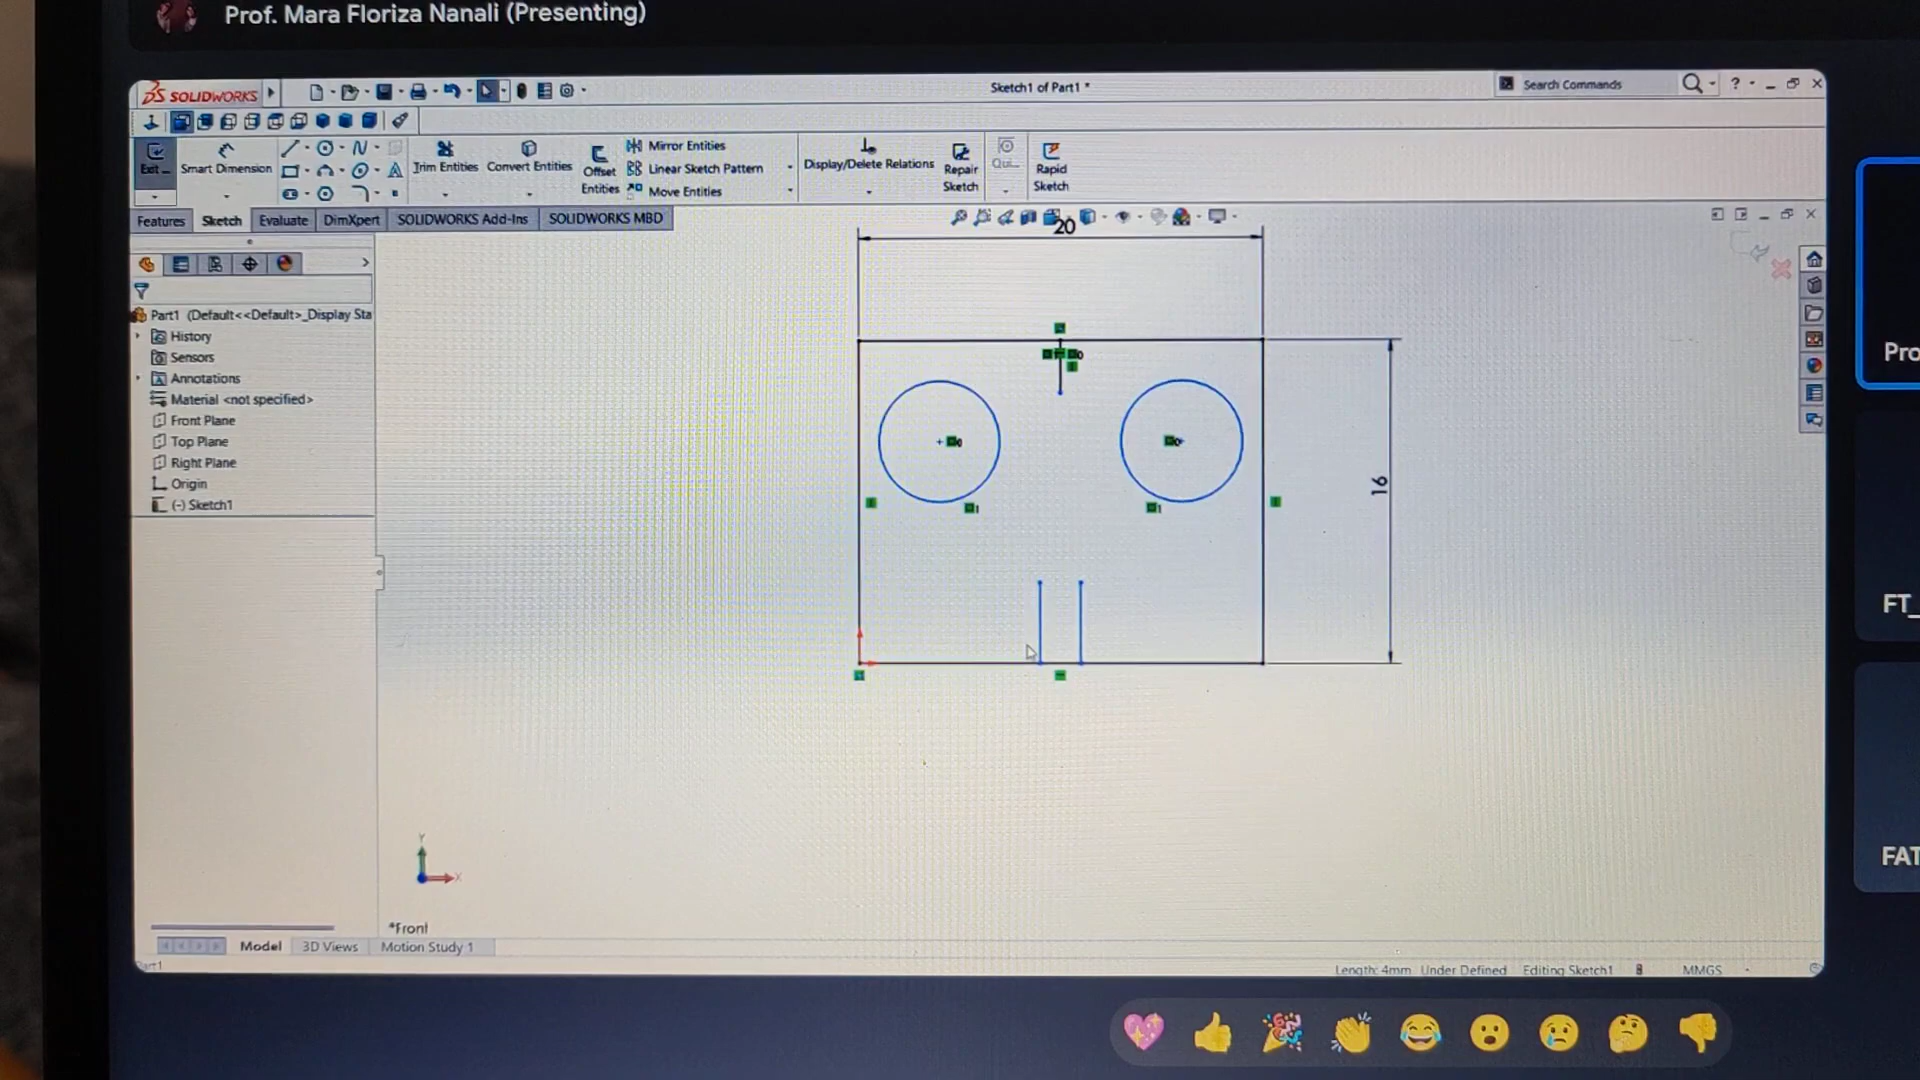 Prof. Mara Floriza Nanali (Presenting)
SOLIDWORKS
Sketch1 of Part1 *
Search Commands
?
Exit ...
Smart Dimension
Trim Entities
Convert Entities
Offset
Entities
Mirror Entities
Linear Sketch Pattern
Move Entities
Display/Delete Relations
Repair
Sketch
Qui...
Rapid
Sketch
Features
Sketch
Evaluate
DimXpert
SOLIDWORKS Add-Ins
SOLIDWORKS MBD
Part1 (Default<<Default>_Display Sta
History
Sensors
Annotations
Material <not specified>
Front Plane
Top Plane
Right Plane
Origin
(-) Sketch1
20
16
Y
X
*Front
Model
3D Views
Motion Study 1
Part1
Length: 4mm
Under Defined
Editing Sketch1
MMGS
Pro
FT_
FAT